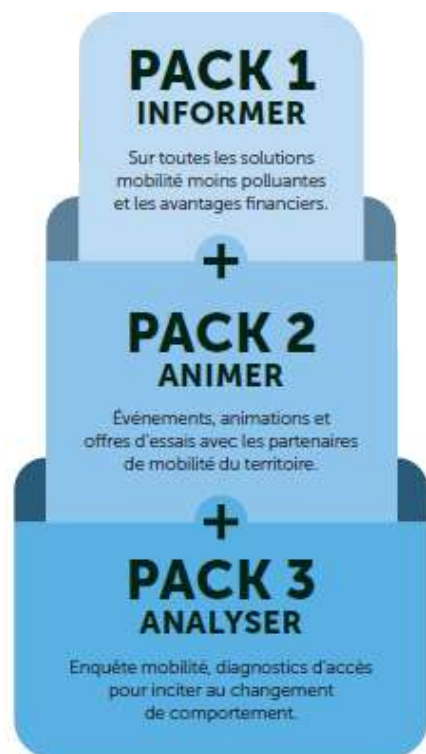 PACK 1
INFORMER
Sur toutes les solutions
mobilité moins polluantes
et les avantages financiers.
+
PACK 2
ANIMER
Événements, animations et
offres d'essais avec les partenaires
de mobilité du territoire.
+
PACK 3
ANALYSER
Enquête mobilité, diagnostics d'accès
pour inciter au changement
de comportement.